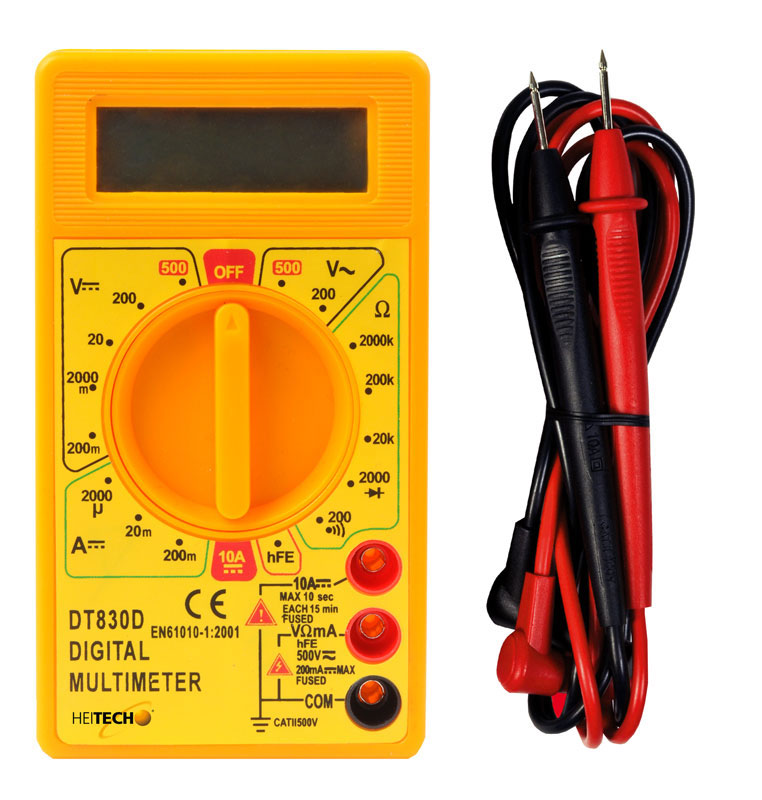 500
OFF
500
V⎓
V~
200
200
Ω
20
2000k
2000
m
200k
200m
20k
2000
μ
2000
20m
200
A⎓
200m
10A
⎓
hFE
10A⎓
MAX 10 sec
EACH 15 min
FUSED
CE
EN61010-1:2001
DT830D
DIGITAL
MULTIMETER
VΩmA
hFE
500V≂
200mA⎓MAX
FUSED
COM
CATII500V
HEITECH
10A